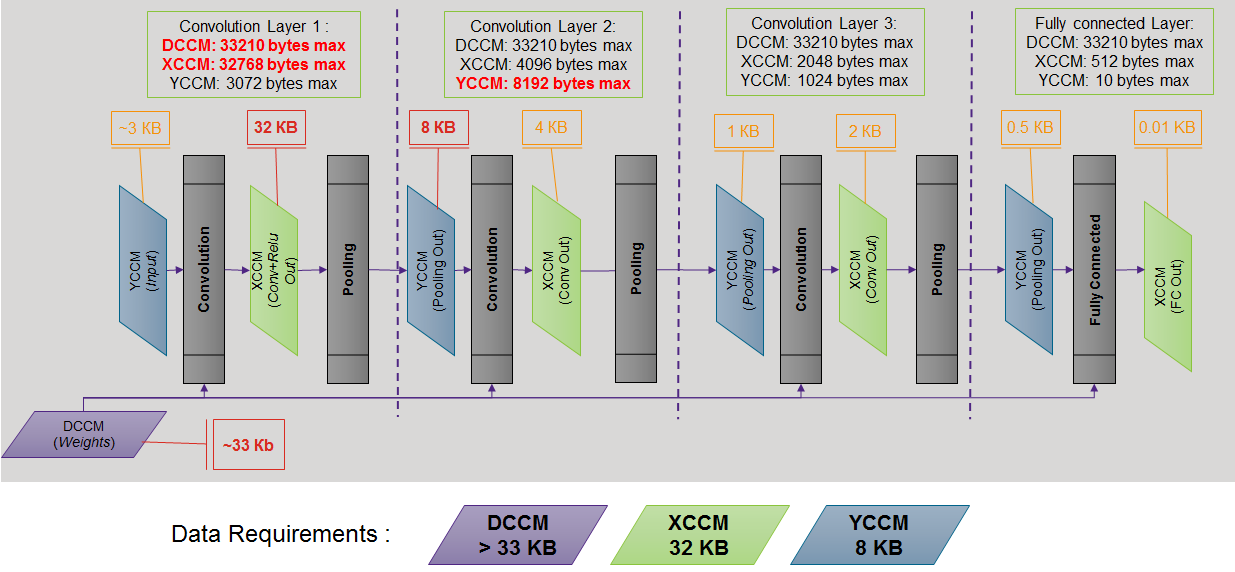 Convolution Layer 1 :
DCCM: 33210 bytes max
XCCM: 32768 bytes max
YCCM: 3072 bytes max
Convolution Layer 2:
DCCM: 33210 bytes max
XCCM: 4096 bytes max
YCCM: 8192 bytes max
Convolution Layer 3:
DCCM: 33210 bytes max
XCCM: 2048 bytes max
YCCM: 1024 bytes max
Fully connected Layer:
DCCM: 33210 bytes max
XCCM: 512 bytes max
YCCM: 10 bytes max
~3 KB
32 KB
8 KB
4 KB
1 KB
2 KB
0.5 KB
0.01 KB
YCCM
(Input)
Convolution
XCCM
(Conv+Relu
Out)
Pooling
YCCM
(Pooling Out)
Convolution
XCCM
(Conv Out)
Pooling
YCCM
(Pooling Out)
Convolution
XCCM
(Conv Out)
Pooling
YCCM
(Pooling Out)
Fully Connected
XCCM
(FC Out)
DCCM
(Weights)
~33 Kb
Data Requirements :
DCCM
> 33 KB
XCCM
32 KB
YCCM
8 KB